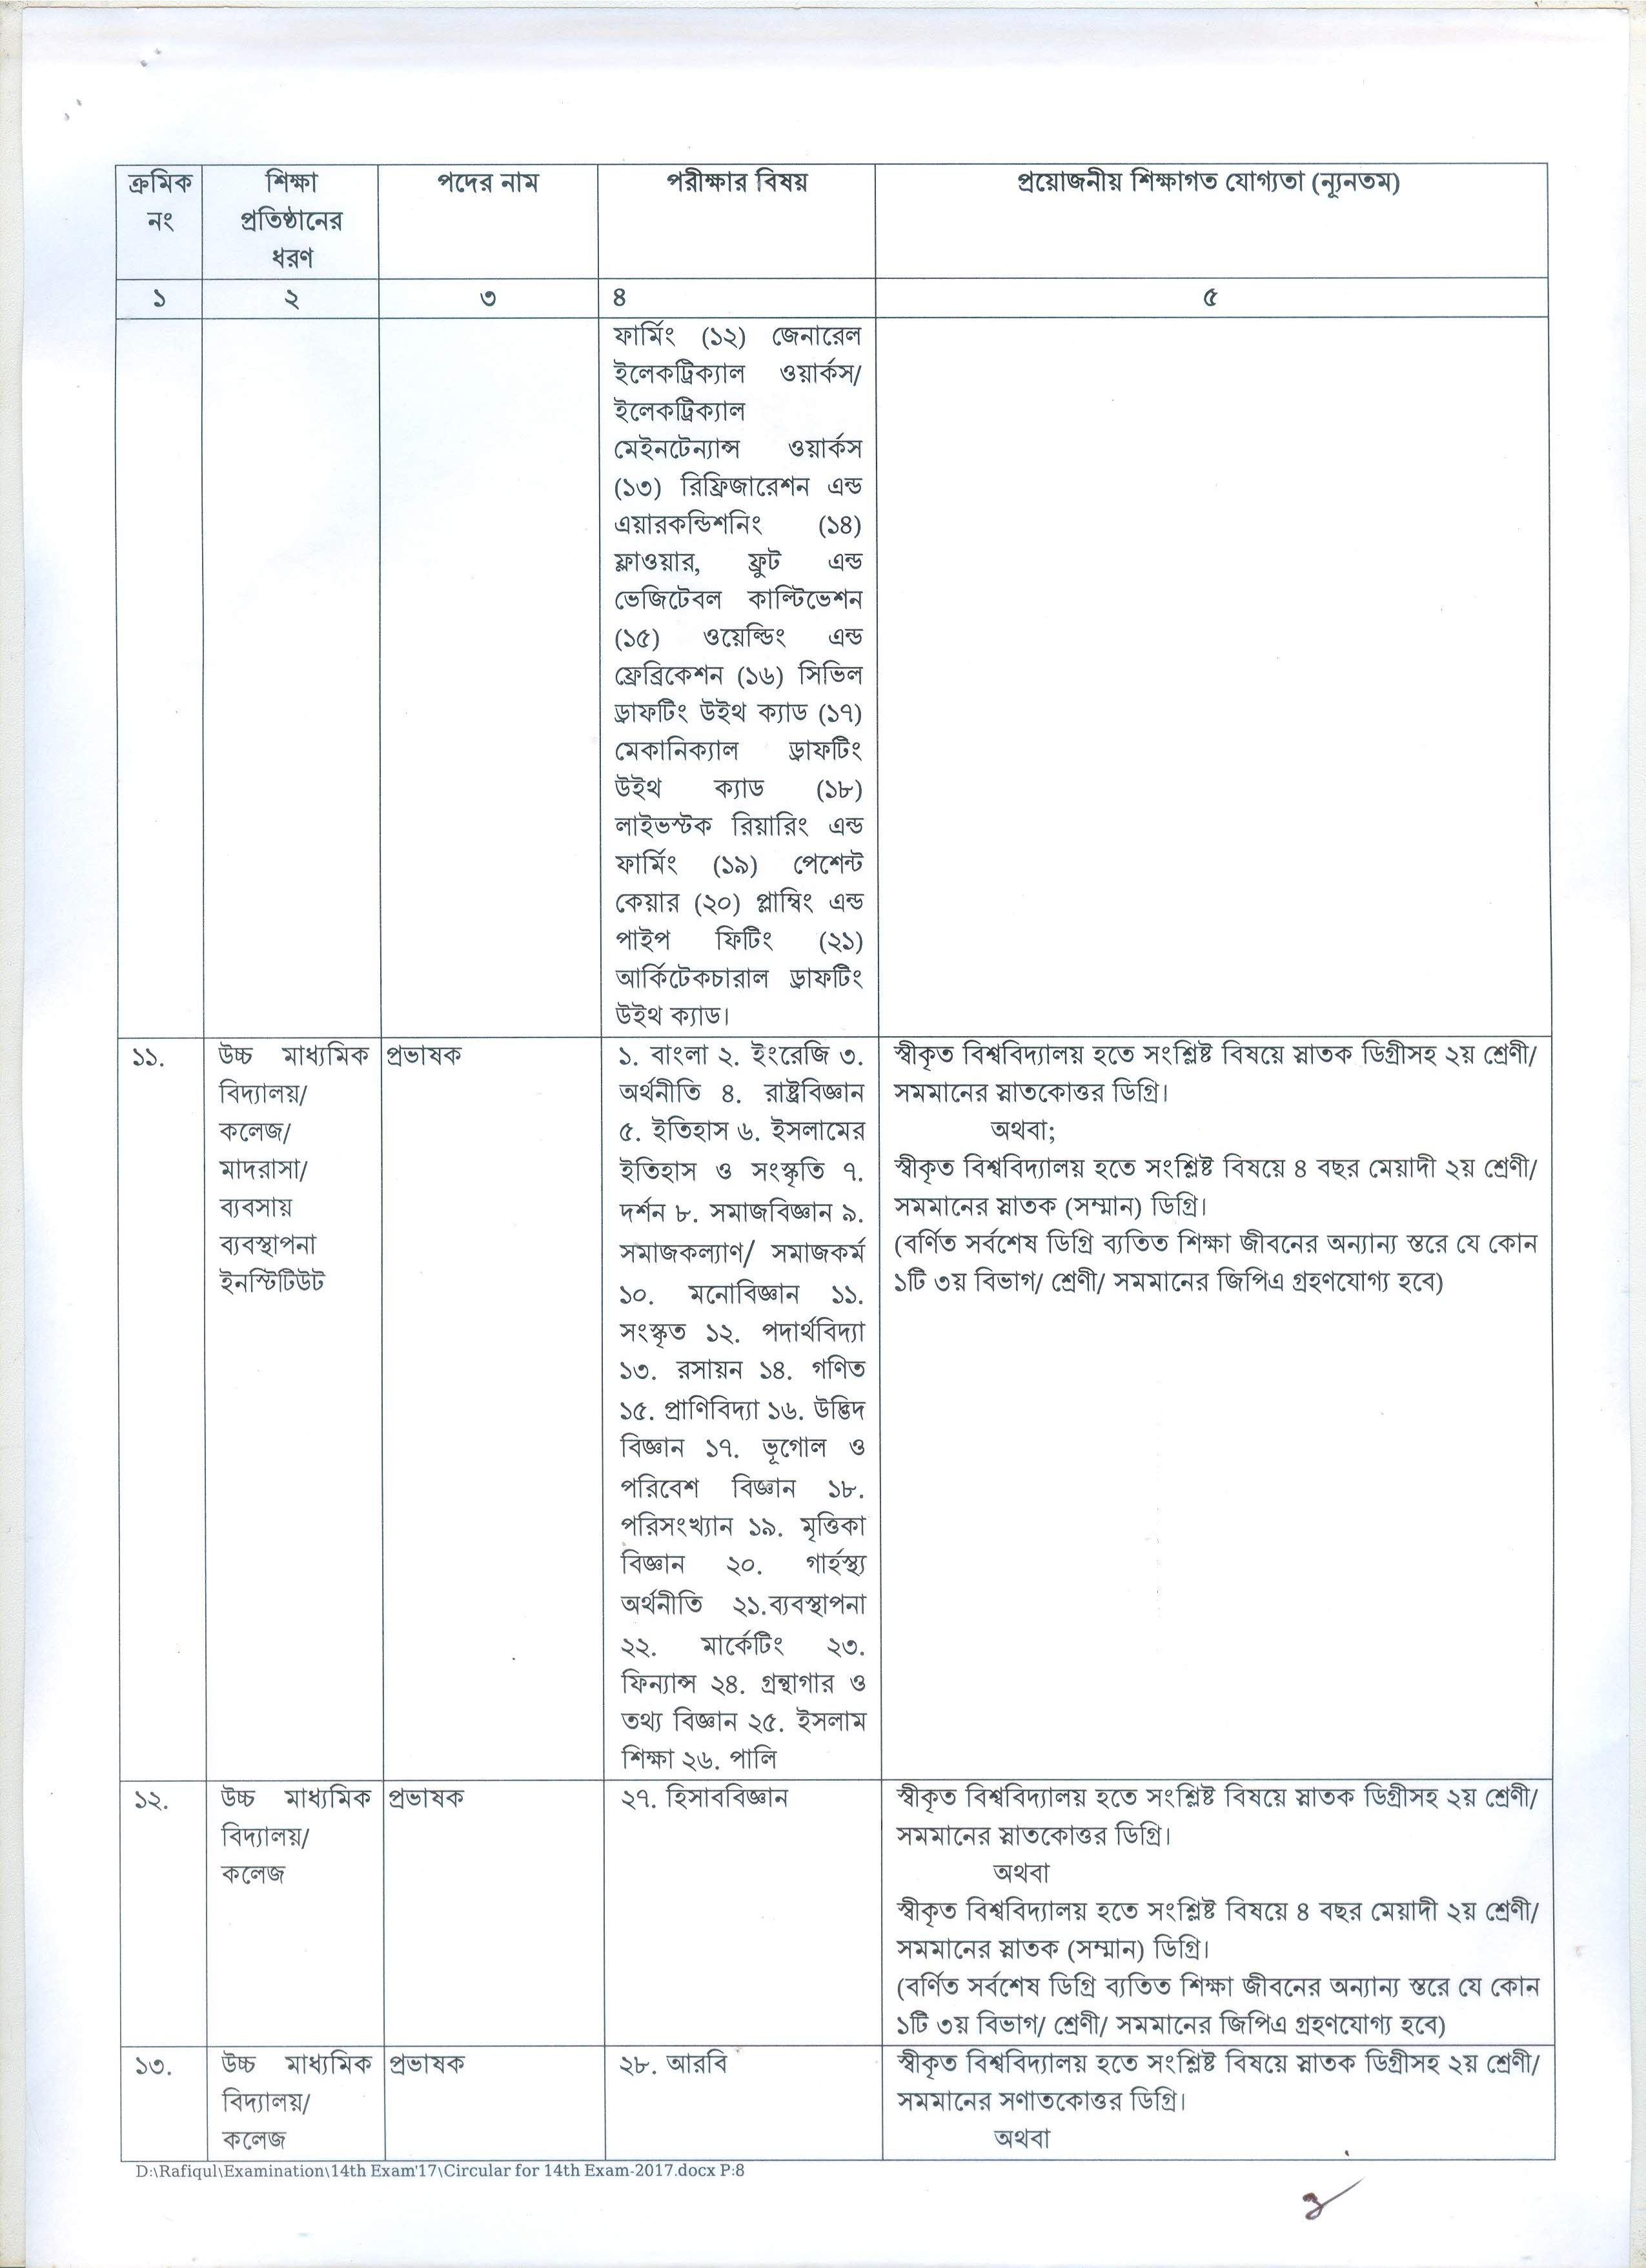 ক্রমিক নং
শিক্ষা প্রতিষ্ঠানের ধরণ
পদের নাম
পরীক্ষার বিষয়
প্রয়োজনীয় শিক্ষাগত যোগ্যতা (ন্যূনতম)
১ ২ ৩ ৪ ৫
ফার্মিং (১২) জেনারেল
ইলেকট্রিক্যাল ওয়ার্কস/
ইলেকট্রিক্যাল
মেইনটেন্যান্স ওয়ার্কস
(১৩) রিফ্রিজারেশন এন্ড
এয়ারকন্ডিশনিং (১৪)
ফ্লাওয়ার, ফ্রুট এন্ড
ভেজিটেবল কাল্টিভেশন
(১৫) ওয়েল্ডিং এন্ড
ফ্রেব্রিকেশন (১৬) সিভিল
ড্রাফটিং উইথ ক্যাড (১৭)
মেকানিক্যাল ড্রাফটিং
উইথ ক্যাড (১৮)
লাইভস্টক রিয়ারিং এন্ড
ফার্মিং (১৯) পেশেন্ট
কেয়ার (২০) প্লাম্বিং এন্ড
পাইপ ফিটিং (২১)
আর্কিটেকচারাল ড্রাফটিং
উইথ ক্যাড।
১১.
উচ্চ মাধ্যমিক
বিদ্যালয়/
কলেজ/
মাদরাসা/
ব্যবসায়
ব্যবস্থাপনা
ইনস্টিটিউট
প্রভাষক
১. বাংলা ২. ইংরেজি ৩.
অর্থনীতি ৪. রাষ্ট্রবিজ্ঞান
৫. ইতিহাস ৬. ইসলামের
ইতিহাস ও সংস্কৃতি ৭.
দর্শন ৮. সমাজবিজ্ঞান ৯.
সমাজকল্যাণ/ সমাজকর্ম
১০. মনোবিজ্ঞান ১১.
সংস্কৃত ১২. পদার্থবিদ্যা
১৩. রসায়ন ১৪. গণিত
১৫. প্রাণিবিদ্যা ১৬. উদ্ভিদ
বিজ্ঞান ১৭. ভূগোল ও
পরিবেশ বিজ্ঞান ১৮.
পরিসংখ্যান ১৯. মৃত্তিকা
বিজ্ঞান ২০. গার্হস্থ্য
অর্থনীতি ২১.ব্যবস্থাপনা
২২. মার্কেটিং ২৩.
ফিন্যান্স ২৪. গ্রন্থাগার ও
তথ্য বিজ্ঞান ২৫. ইসলাম
শিক্ষা ২৬. পালি
স্বীকৃত বিশ্ববিদ্যালয় হতে সংশ্লিষ্ট বিষয়ে স্নাতক ডিগ্রীসহ ২য় শ্রেণী/
সমমানের স্নাতকোত্তর ডিগ্রি।
অথবা;
স্বীকৃত বিশ্ববিদ্যালয় হতে সংশ্লিষ্ট বিষয়ে ৪ বছর মেয়াদী ২য় শ্রেণী/
সমমানের স্নাতক (সম্মান) ডিগ্রি।
(বর্ণিত সর্বশেষ ডিগ্রি ব্যতিত শিক্ষা জীবনের অন্যান্য স্তরে যে কোন
১টি ৩য় বিভাগ/ শ্রেণী/ সমমানের জিপিএ গ্রহণযোগ্য হবে)
১২.
উচ্চ মাধ্যমিক
বিদ্যালয়/
কলেজ
প্রভাষক
২৭. হিসাববিজ্ঞান
স্বীকৃত বিশ্ববিদ্যালয় হতে সংশ্লিষ্ট বিষয়ে স্নাতক ডিগ্রীসহ ২য় শ্রেণী/
সমমানের স্নাতকোত্তর ডিগ্রি।
অথবা
স্বীকৃত বিশ্ববিদ্যালয় হতে সংশ্লিষ্ট বিষয়ে ৪ বছর মেয়াদী ২য় শ্রেণী/
সমমানের স্নাতক (সম্মান) ডিগ্রি।
(বর্ণিত সর্বশেষ ডিগ্রি ব্যতিত শিক্ষা জীবনের অন্যান্য স্তরে যে কোন
১টি ৩য় বিভাগ/ শ্রেণী/ সমমানের জিপিএ গ্রহণযোগ্য হবে)
১৩.
উচ্চ মাধ্যমিক
বিদ্যালয়/
কলেজ
প্রভাষক
২৮. আরবি
স্বীকৃত বিশ্ববিদ্যালয় হতে সংশ্লিষ্ট বিষয়ে স্নাতক ডিগ্রীসহ ২য় শ্রেণী/
সমমানের সণাতকোত্তর ডিগ্রি।
অথবা
D:\Rafiqul\Examination\14th Exam'17\Circular for 14th Exam-2017.docx P:8